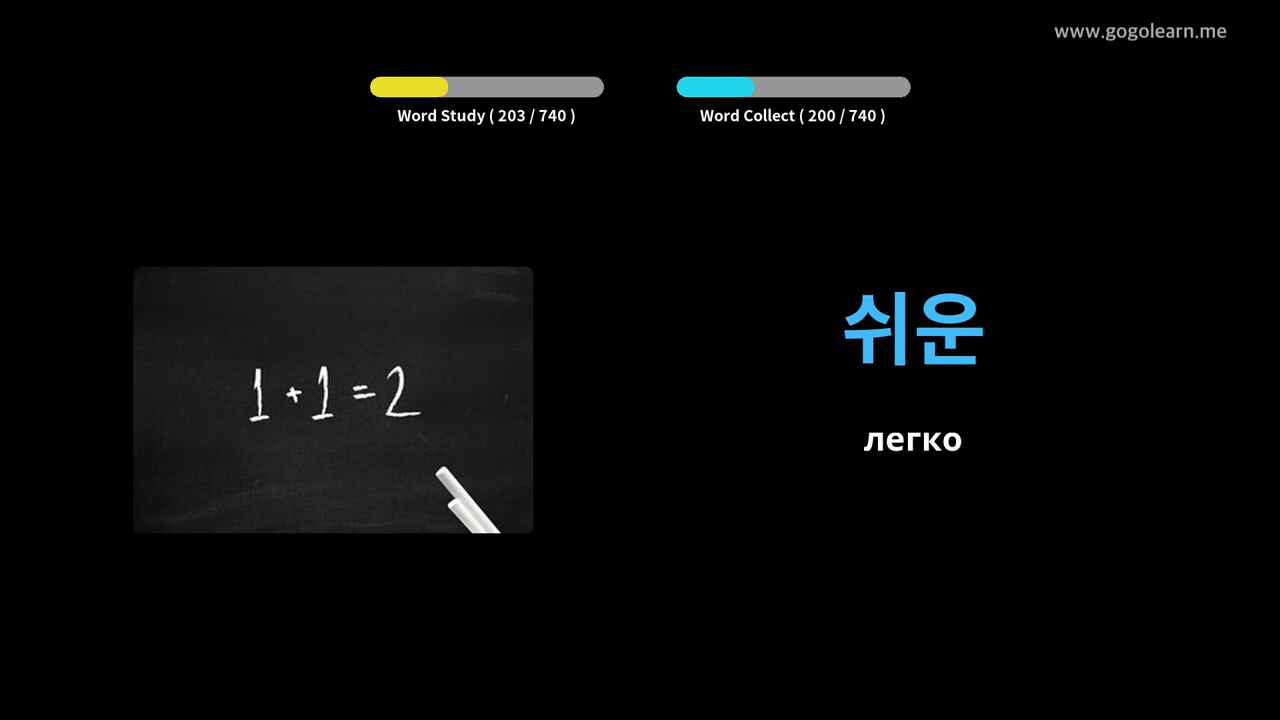 www.gogolearn.me
Word Study ( 203 / 740 )
Word Collect ( 200 / 740 )
1 + 1 = 2
쉬운
легко